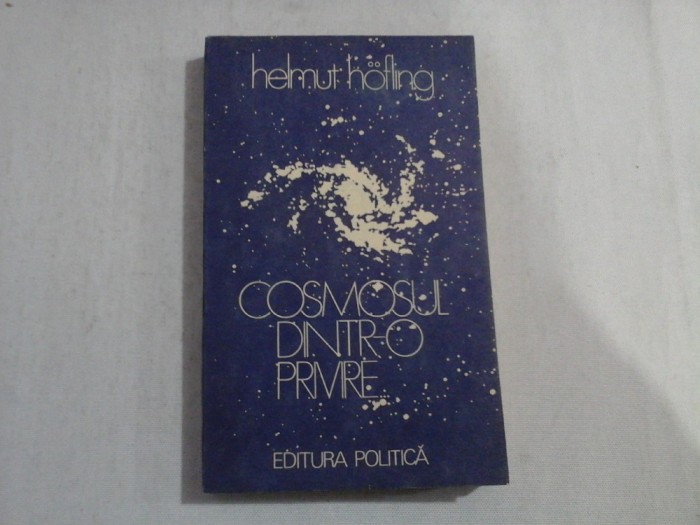 helmut höfling
COSMOSUL
DINTR-O
PRIVIRE...
EDITURA POLITICĂ